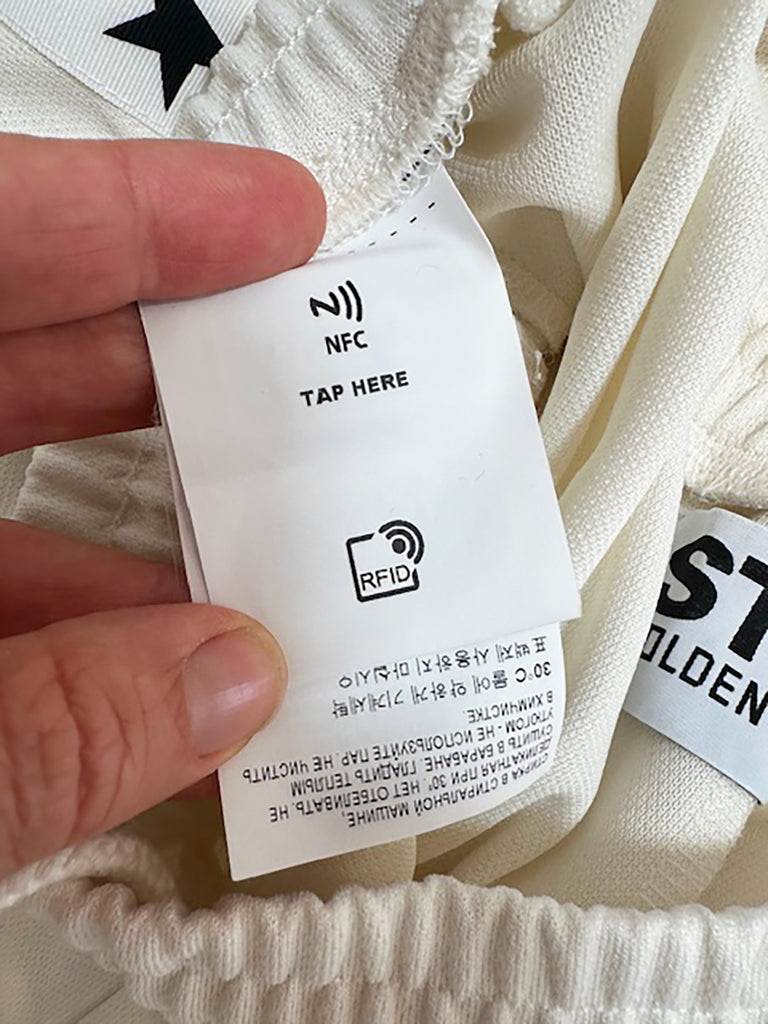 NFC
TAP HERE
RFID
СТИРКА В СТИРАЛЬНОЙ МАШИНЕ,
ДЕЛИКАТНАЯ ПРИ 30°. НЕТ ОТБЕЛИВАТЬ. НЕ
СУШИТЬ В БАРАБАНЕ. ГЛАДИТЬ ТЕПЛЫМ
УТЮГОМ - НЕ ИСПОЛЬЗУЙТЕ ПАР. НЕ ЧИСТИТЬ
В ХИМЧИСТКЕ.
30°C 물에 약하게 기계세탁
표백제 사용하지 마십시오
ST
OLDEN